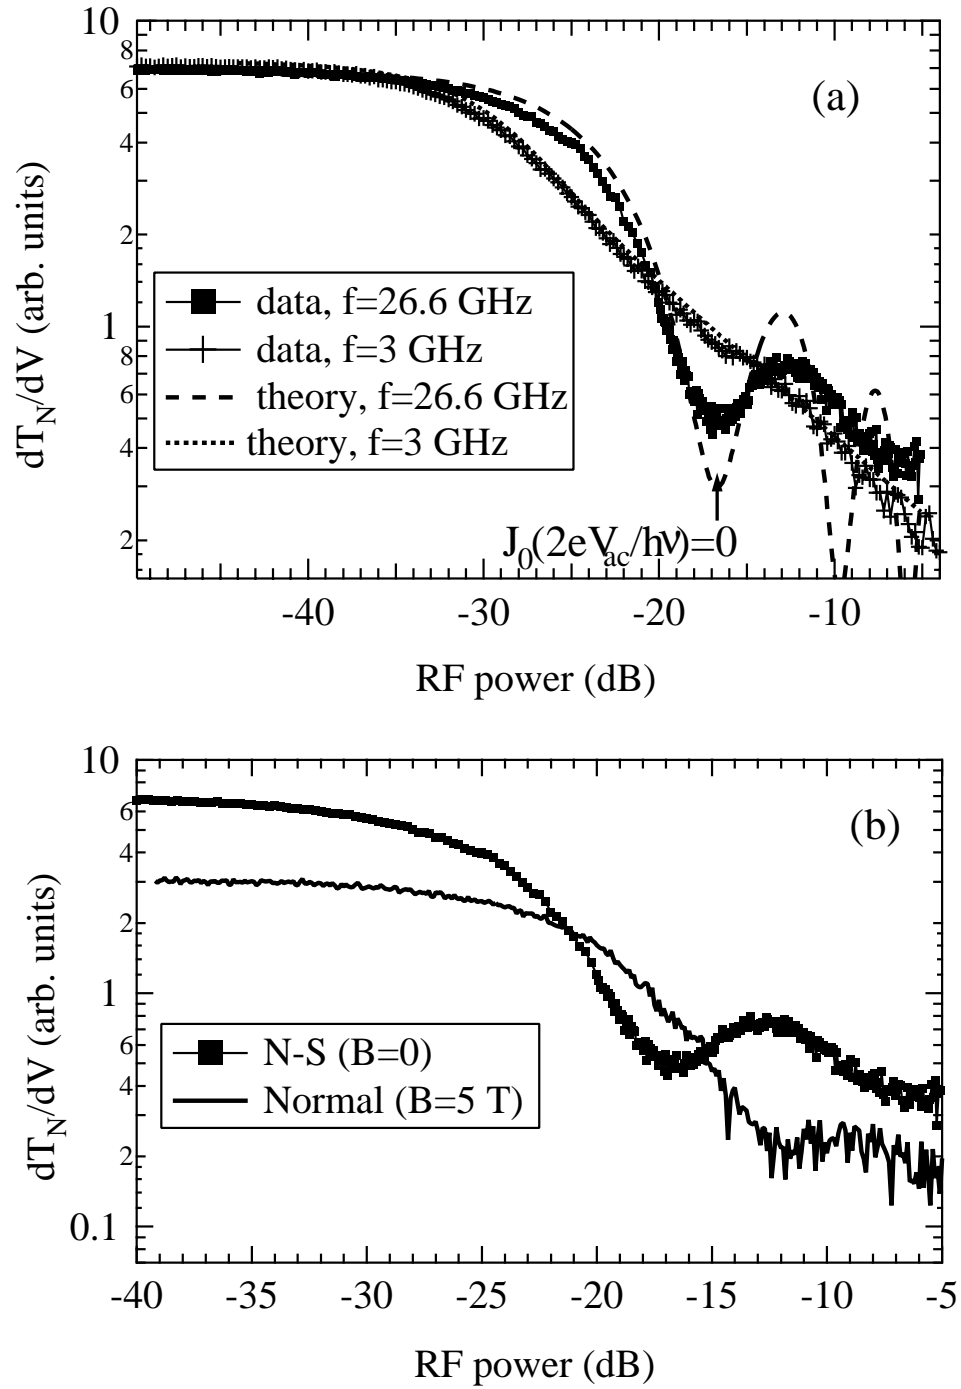 10
8
6
4
2
1
8
6
4
2
dT_N/dV (arb. units)
(a)
data, f=26.6 GHz
data, f=3 GHz
theory, f=26.6 GHz
theory, f=3 GHz
J_0(2eV_ac/hν)=0
-40 -30 -20 -10
RF power (dB)
10
6
4
2
1
6
4
2
0.1
dT_N/dV (arb. units)
(b)
N-S (B=0)
Normal (B=5 T)
-40 -35 -30 -25 -20 -15 -10 -5
RF power (dB)